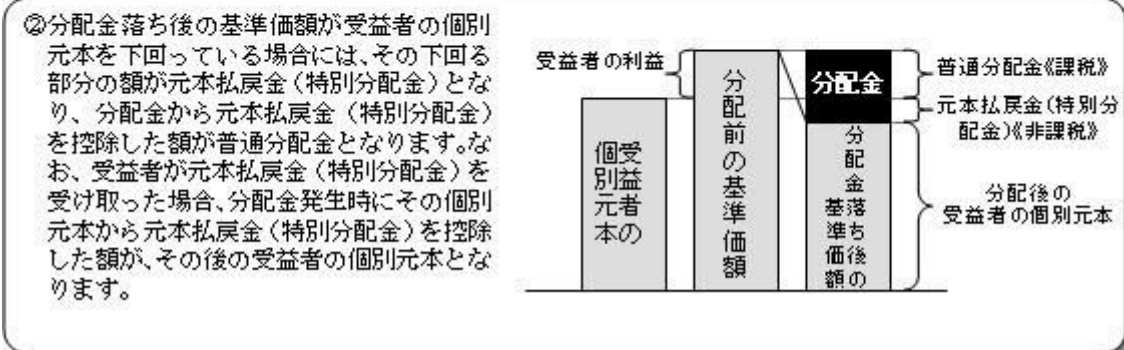 ②分配金落ち後の基準価額が受益者の個別
元本を下回っている場合には、その下回る
部分の額が元本払戻金(特別分配金)とな
り、分配金から元本払戻金(特別分配金)
を控除した額が普通分配金となります。な
お、受益者が元本払戻金(特別分配金)を
受け取った場合、分配金発生時にその個別
元本から元本払戻金(特別分配金)を控除
した額が、その後の受益者の個別元本とな
ります。
受益者の利益
受益者の
個別元本
分配前の基準価額
分配金
分配金
落ち後の
基準価額
普通分配金《課税》
元本払戻金(特別分
配金)《非課税》
分配後の
受益者の個別元本